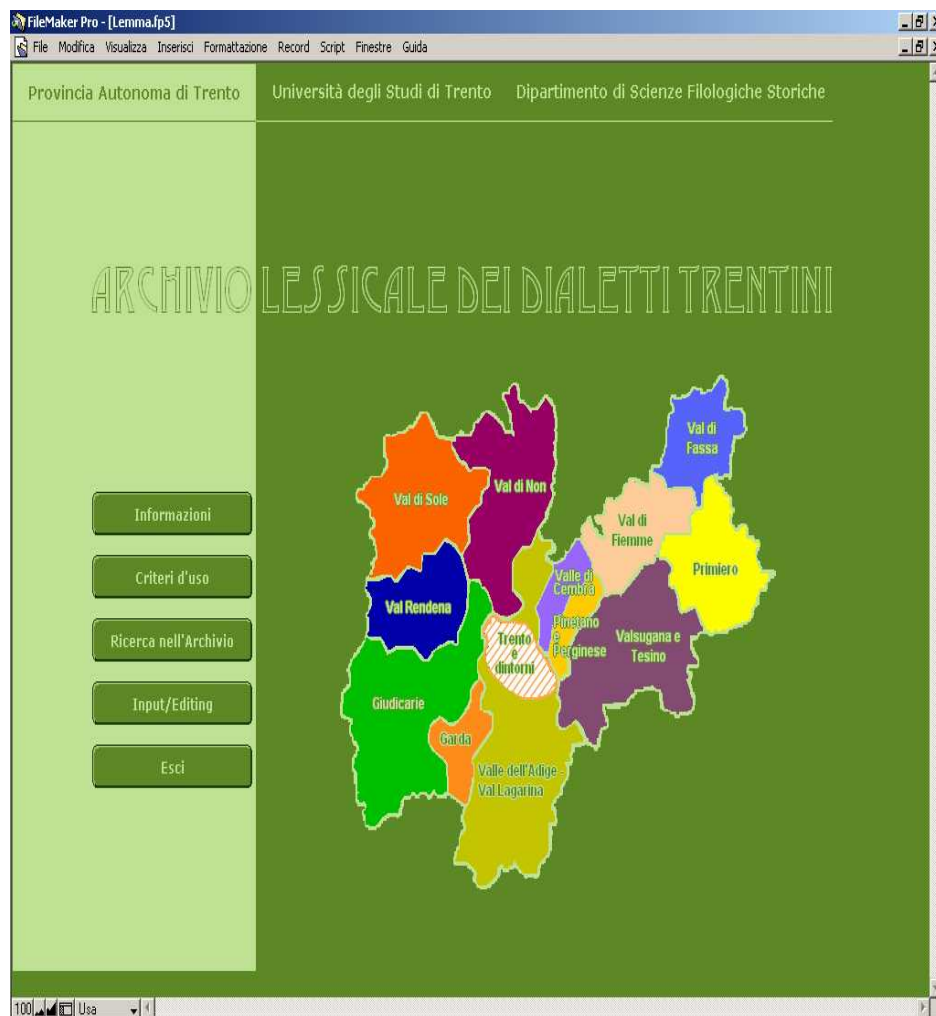 FileMaker Pro - [Lemma.fp5]
File Modifica Visualizza Inserisci Formattazione Record Script Finestre Guida
Provincia Autonoma di Trento Università degli Studi di Trento Dipartimento di Scienze Filologiche Storiche
ARCHIVIO LESSICALE DEI DIALETTI TRENTINI
Informazioni
Criteri d'uso
Ricerca nell'Archivio
Input/Editing
Esci
Val di
Fassa
Val di Sole
Val di Non
Val di
Fiemme
Primiero
Valle di
Cembra
Val Rendena
Pinetano
e
Perginese
Trento
e
dintorni
Valsugana e
Tesino
Giudicarie
Garda
Valle dell'Adige -
Val Lagarina
100 Usa